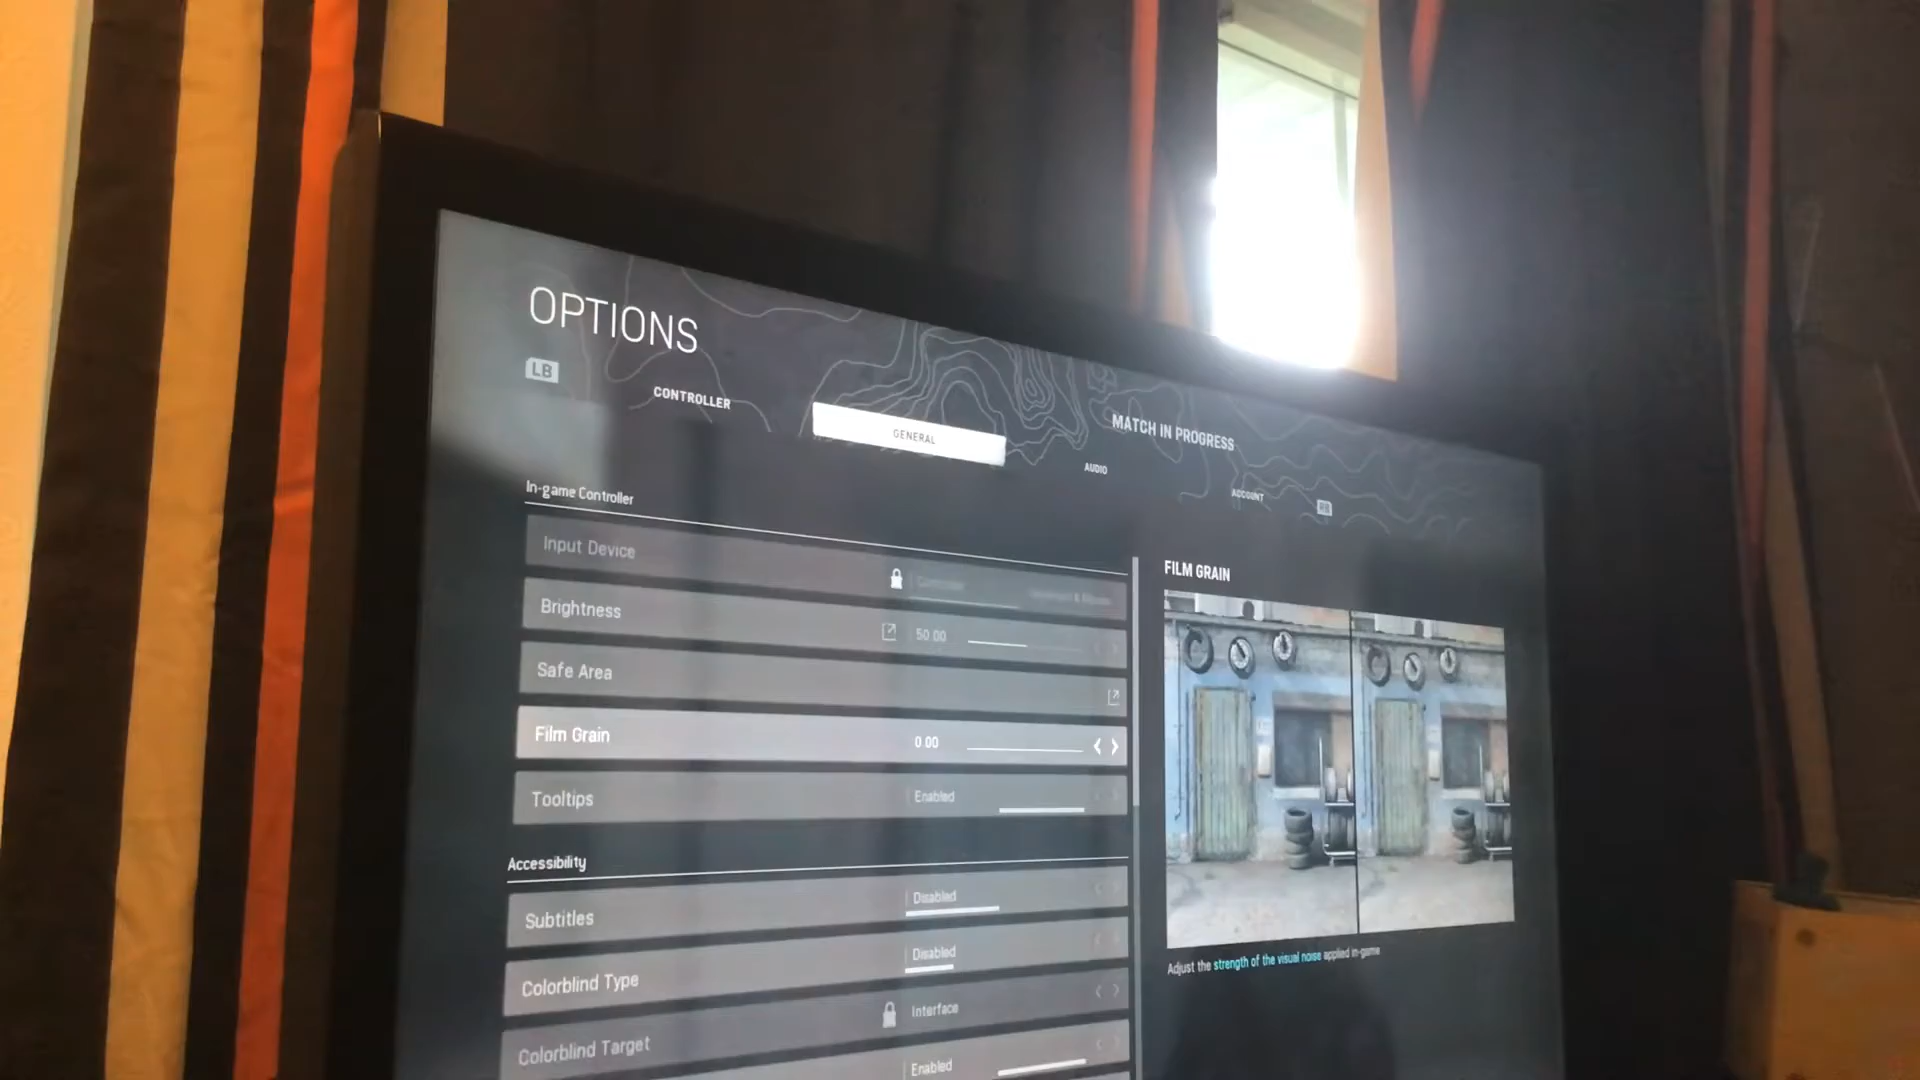 OPTIONS
LB
CONTROLLER
GENERAL
MATCH IN PROGRESS
AUDIO
ACCOUNT
RB
In-game Controller
Input Device
Brightness
50.00
Safe Area
Film Grain
0.00
Tooltips
Enabled
Accessibility
Subtitles
Disabled
Colorblind Type
Disabled
Colorblind Target
Interface
Enabled
FILM GRAIN
Adjust the strength of the visual noise applied in-game